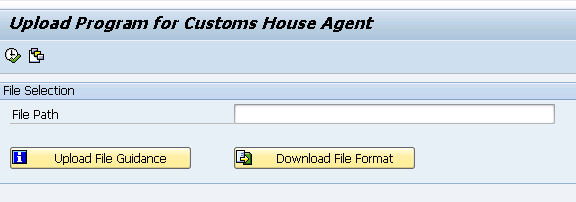 Upload Program for Customs House Agent
File Selection
File Path
Upload File Guidance
Download File Format